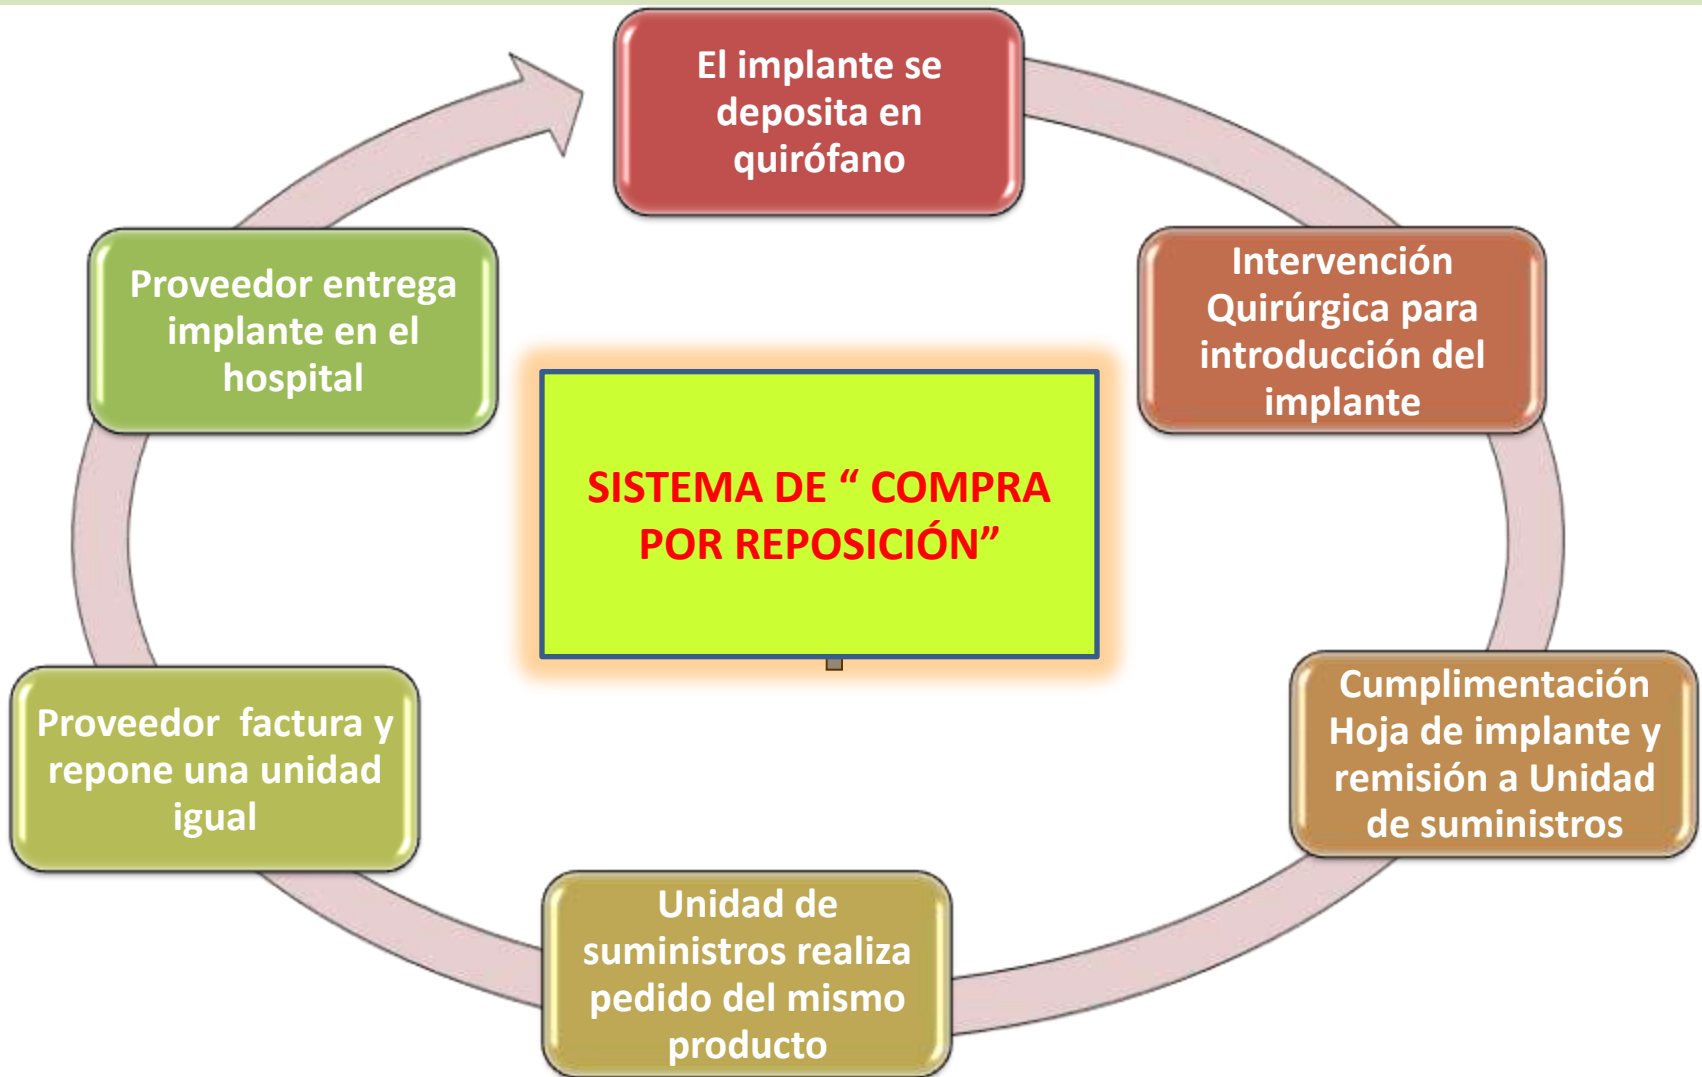 El implante se
deposita en
quirófano
Intervención
Quirúrgica para
introducción del
implante
Cumplimentación
Hoja de implante y
remisión a Unidad
de suministros
Unidad de
suministros realiza
pedido del mismo
producto
Proveedor  factura y
repone una unidad
igual
Proveedor entrega
implante en el
hospital
SISTEMA DE “ COMPRA
POR REPOSICIÓN”